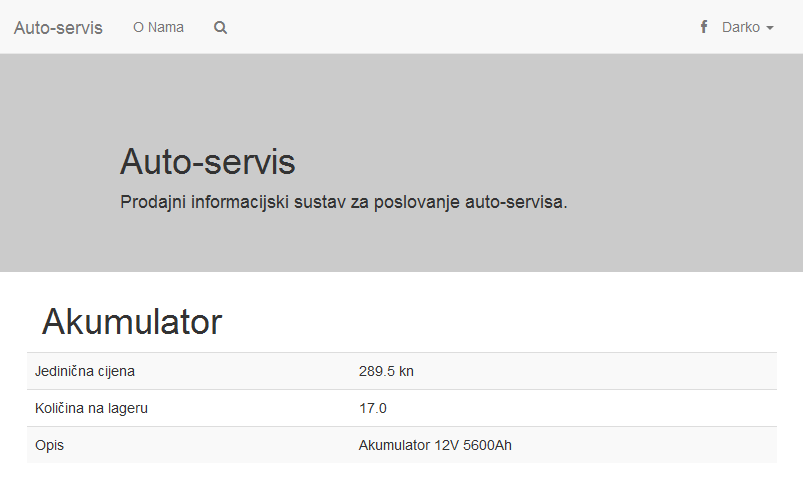 Auto-servis O Nama f Darko
Auto-servis
Prodajni informacijski sustav za poslovanje auto-servisa.
Akumulator
Jedinična cijena 289.5 kn
Količina na lageru 17.0
Opis Akumulator 12V 5600Ah